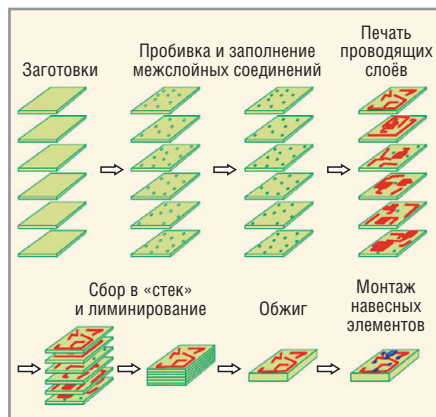 Заготовки
Пробивка и заполнение
межслойных соединений
Печать
проводящих
слоёв
Сбор в «стек»
и лиминирование
Обжиг
Монтаж
навесных
элементов